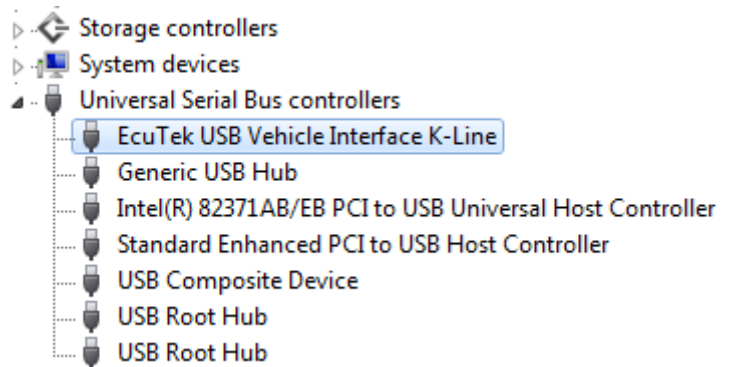 Storage controllers
System devices
Universal Serial Bus controllers
EcuTek USB Vehicle Interface K-Line
Generic USB Hub
Intel(R) 82371AB/EB PCI to USB Universal Host Controller
Standard Enhanced PCI to USB Host Controller
USB Composite Device
USB Root Hub
USB Root Hub